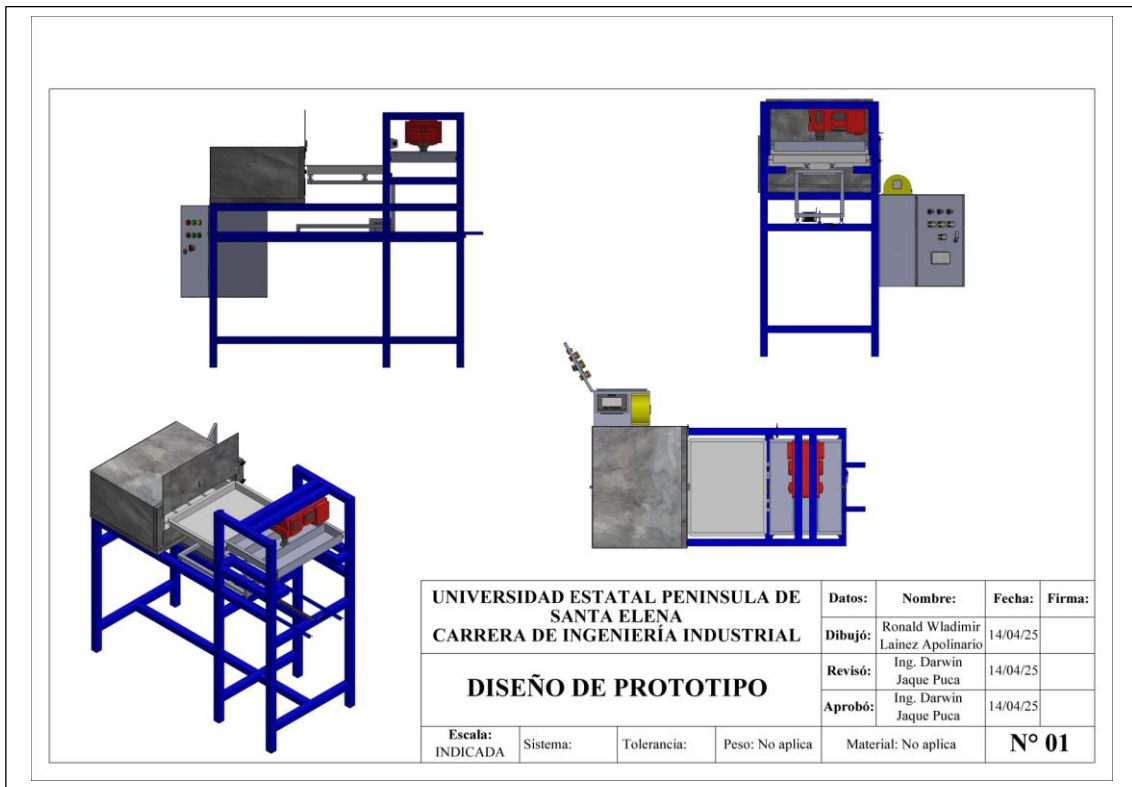 UNIVERSIDAD ESTATAL PENINSULA DE
SANTA ELENA
CARRERA DE INGENIERÍA INDUSTRIAL
DISEÑO DE PROTOTIPO
Datos: Nombre: Fecha: Firma:
Dibujó: Ronald Wladimir
Lainez Apolinario 14/04/25
Revisó: Ing. Darwin
Jaque Puca 14/04/25
Aprobó: Ing. Darwin
Jaque Puca 14/04/25
Escala:
INDICADA
Sistema:
Tolerancia:
Peso: No aplica
Material: No aplica
N° 01